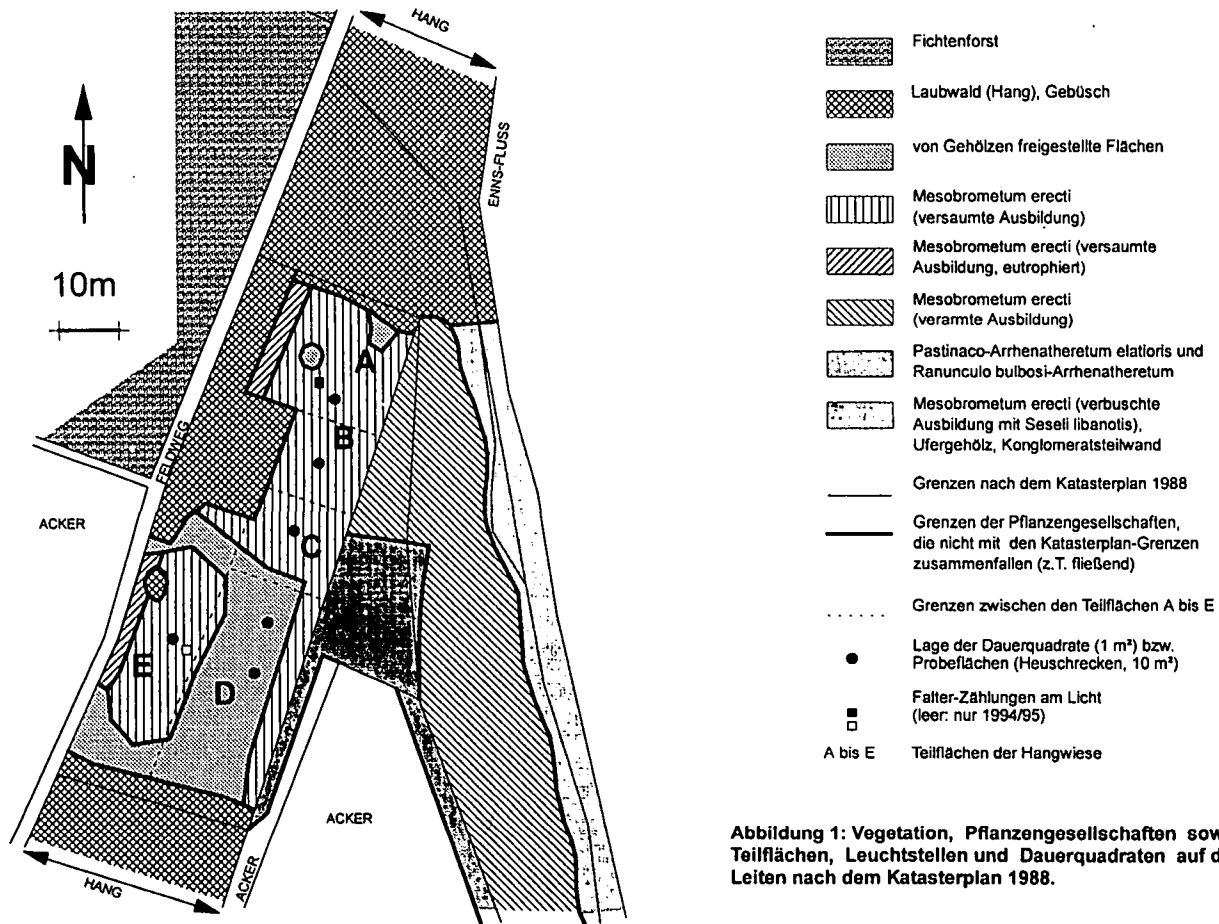 HANG
N
10m
ENNS-FLUSS
FELDWEG
A
B
C
D
E
ACKER
ACKER
ACKER
HANG
Fichtenforst
Laubwald (Hang), Gebüsch
von Gehölzen freigestellte Flächen
Mesobrometum erecti
(versaumte Ausbildung)
Mesobrometum erecti (versaumte
Ausbildung, eutrophiert)
Mesobrometum erecti
(verarmte Ausbildung)
Pastinaco-Arrhenatheretum elatioris und
Ranunculo bulbosi-Arrhenatheretum
Mesobrometum erecti (verbuschte
Ausbildung mit Seseli libanotis),
Ufergehölz, Konglomeratsteilwand
Grenzen nach dem Katasterplan 1988
Grenzen der Pflanzengesellschaften,
die nicht mit den Katasterplan-Grenzen
zusammenfallen (z.T. fließend)
Grenzen zwischen den Teilflächen A bis E
Lage der Dauerquadrate (1 m²) bzw.
Probeflächen (Heuschrecken, 10 m²)
Falter-Zählungen am Licht
(leer: nur 1994/95)
A bis E Teilflächen der Hangwiese
Abbildung 1: Vegetation, Pflanzengesellschaften sow
Teilflächen, Leuchtstellen und Dauerquadraten auf d
Leiten nach dem Katasterplan 1988.